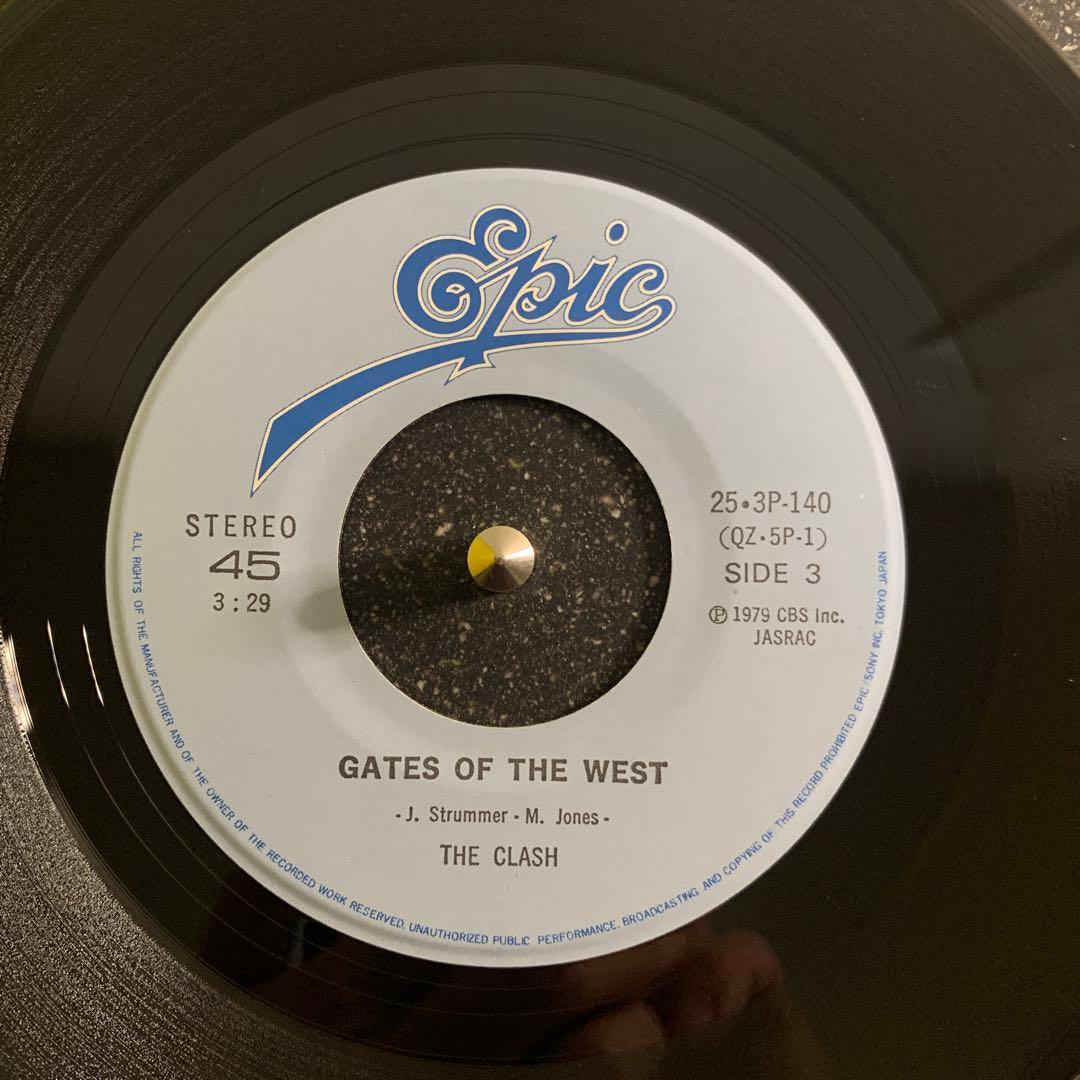 Epic
STEREO
45
3:29
25•3P-140
(QZ•5P-1)
SIDE 3
Ⓟ 1979 CBS Inc.
JASRAC
GATES OF THE WEST
-J. Strummer - M. Jones-
THE CLASH
ALL RIGHTS OF THE MANUFACTURER AND OF THE OWNER OF THE RECORDED WORK RESERVED. UNAUTHORIZED PUBLIC PERFORMANCE, BROADCASTING AND COPYING OF THIS RECORD PROHIBITED EPIC/SONY INC. TOKYO JAPAN